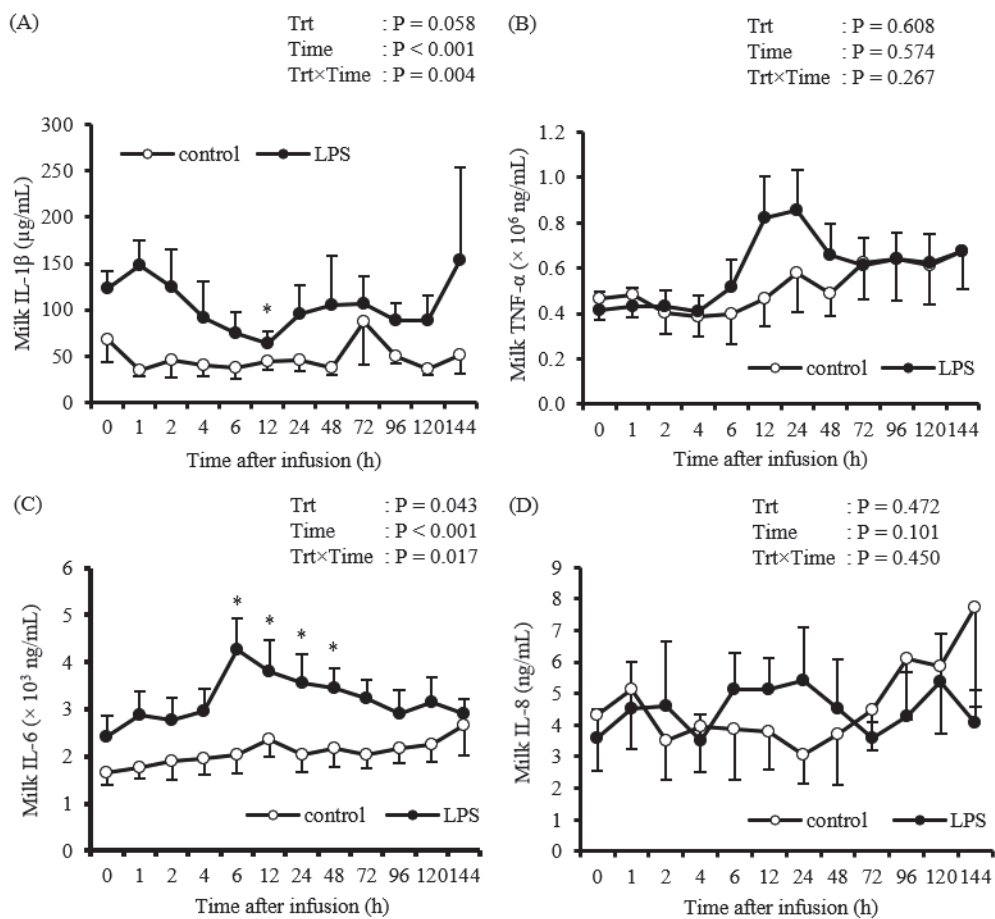 (A)
Trt : P = 0.058
Time : P < 0.001
Trt×Time : P = 0.004
300
250
200
150
100
50
0
control LPS
*
Milk IL-1β (μg/mL)
0 1 2 4 6 12 24 48 72 96 120 144
Time after infusion (h)
(B)
Trt : P = 0.608
Time : P = 0.574
Trt×Time : P = 0.267
1.2
1.0
0.8
0.6
0.4
0.2
0.0
Milk TNF-α (× 10⁶ ng/mL)
control LPS
0 1 2 4 6 12 24 48 72 96 120 144
Time after infusion (h)
(C)
Trt : P = 0.043
Time : P < 0.001
Trt×Time : P = 0.017
6
5
4
3
2
1
0
* * * *
Milk IL-6 (× 10³ ng/mL)
control LPS
0 1 2 4 6 12 24 48 72 96 120 144
Time after infusion (h)
(D)
Trt : P = 0.472
Time : P = 0.101
Trt×Time : P = 0.450
9
8
7
6
5
4
3
2
1
0
Milk IL-8 (ng/mL)
control LPS
0 1 2 4 6 12 24 48 72 96 120 144
Time after infusion (h)